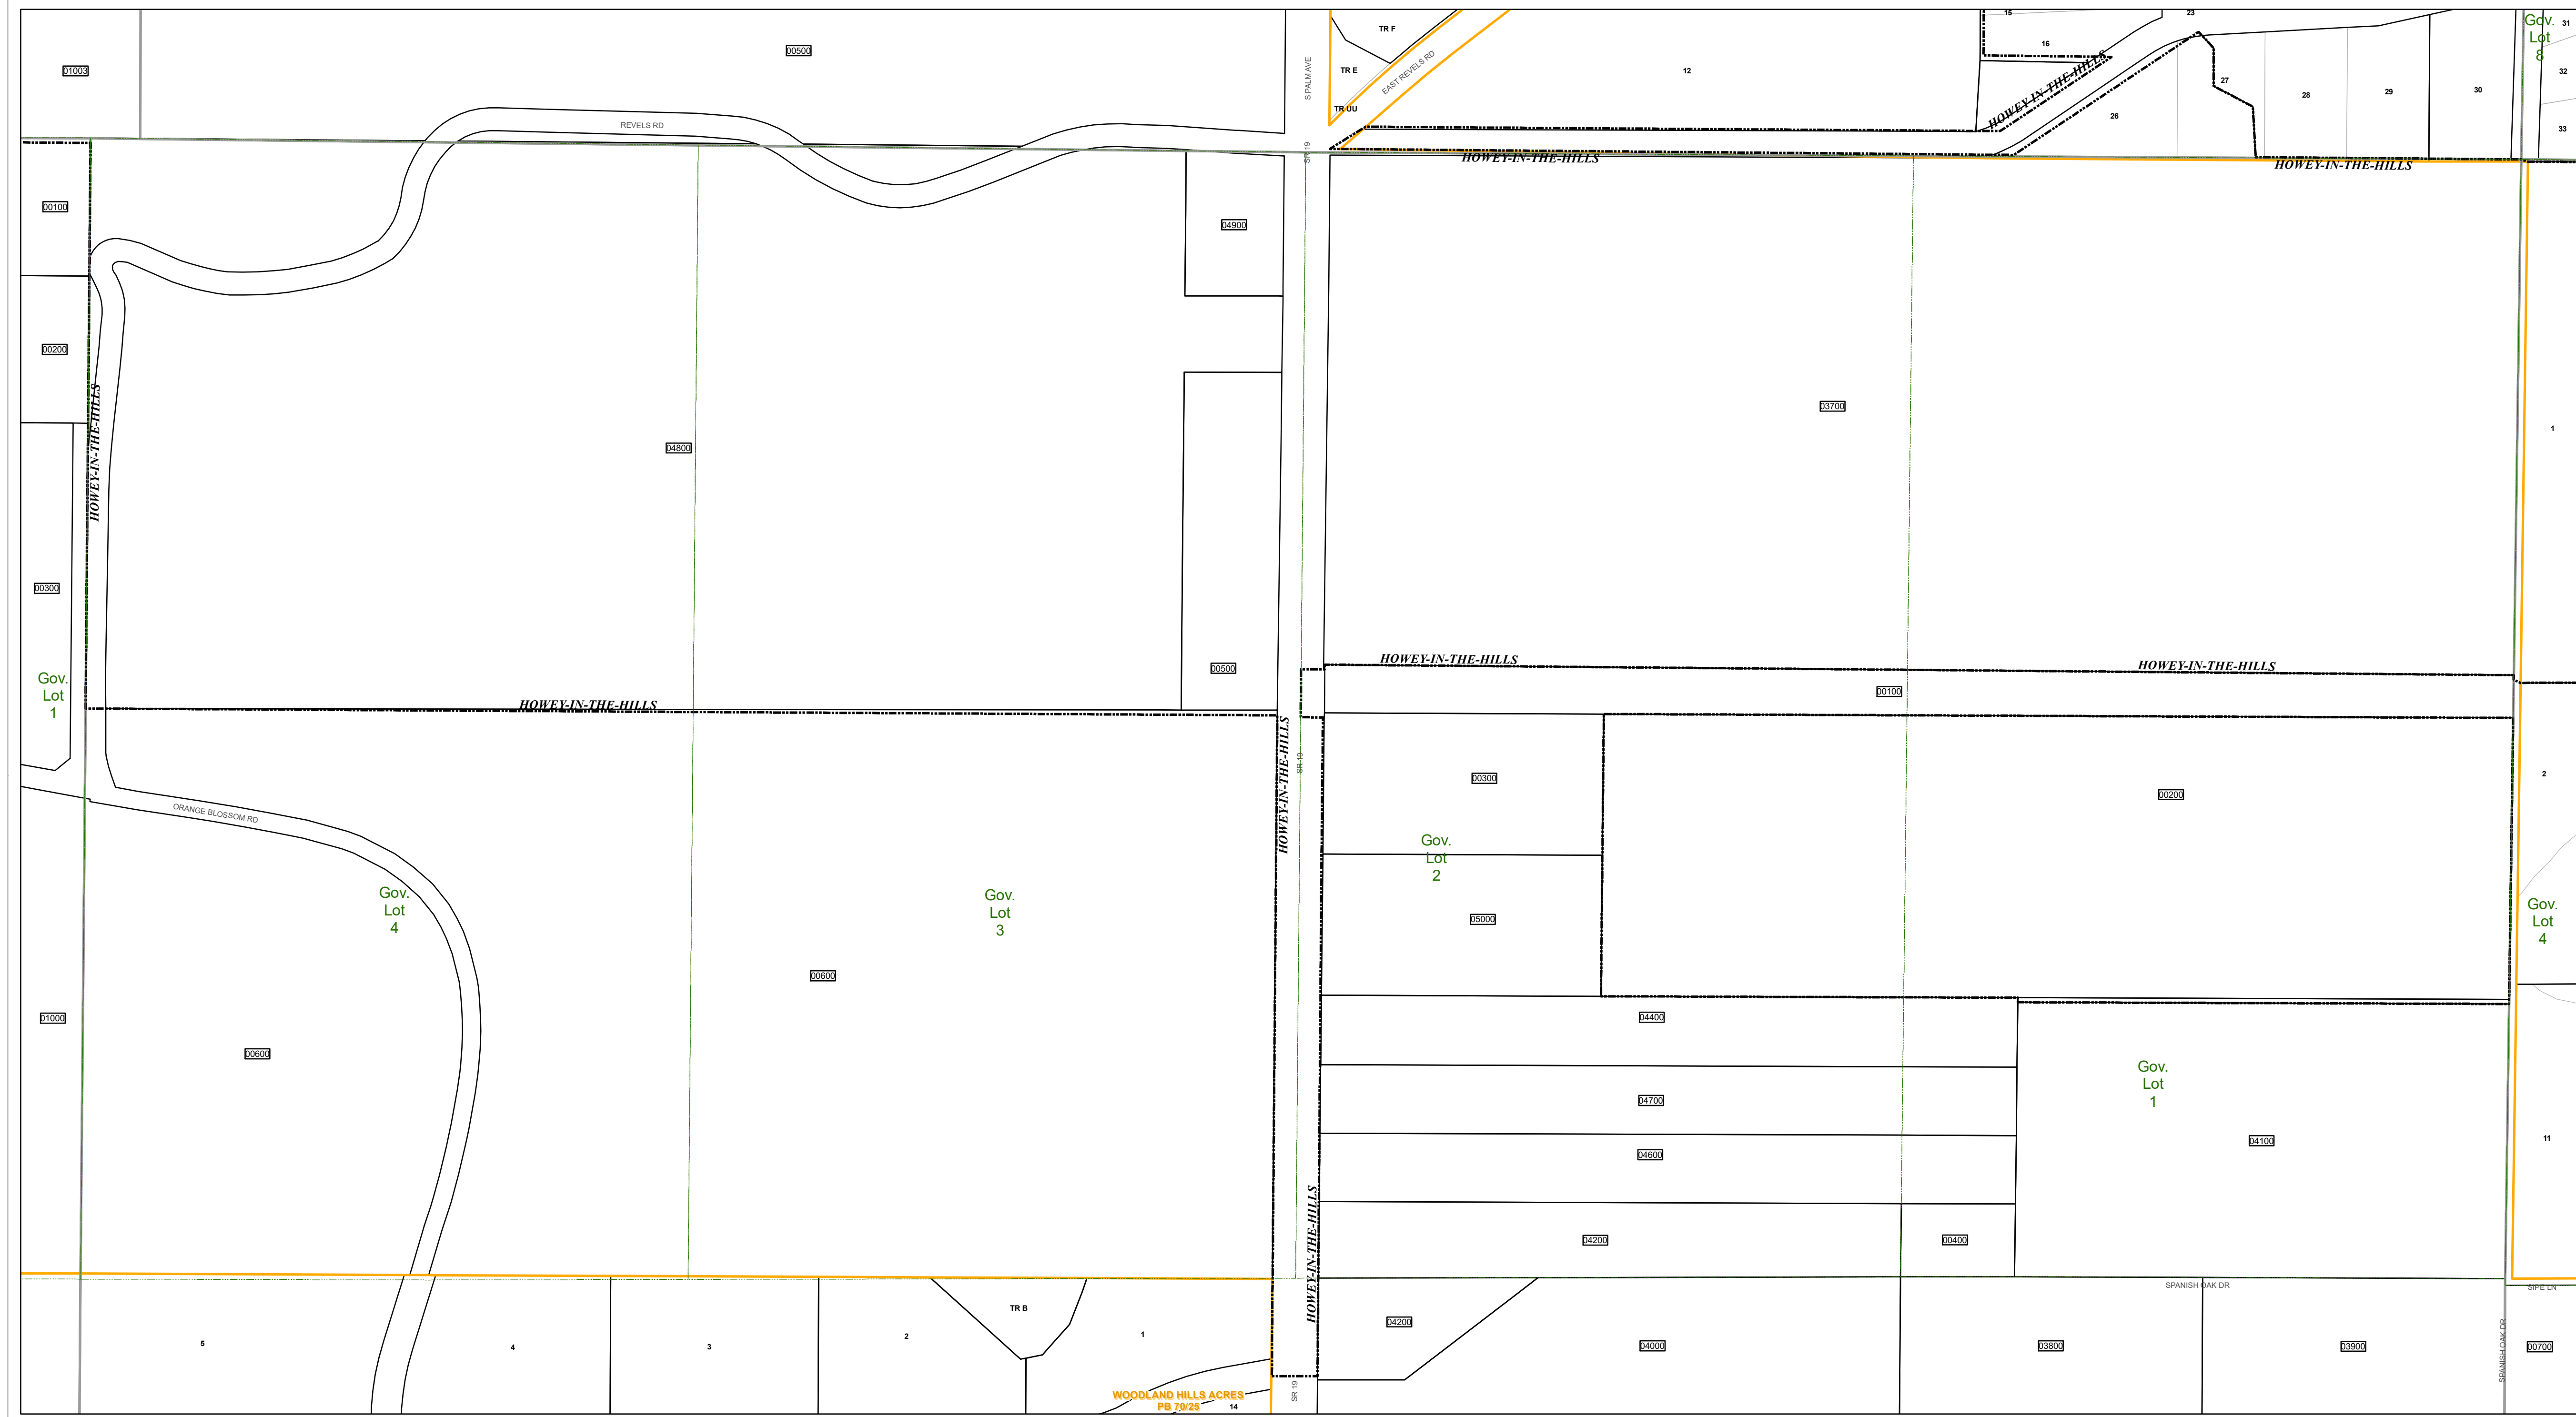 01003
00500
S PALM AVE
TR F
TR E
TR UU
EAST REVELS RD
12
15
16
23
HOWEY-IN-THE-HILLS
26
27
28
29
30
Gov.
Lot
8
31
32
33
REVELS RD
SR 19
HOWEY-IN-THE-HILLS
HOWEY-IN-THE-HILLS
00100
04900
00200
HOWEY-IN-THE-HILLS
04800
03700
1
00300
00500
Gov.
Lot
1
HOWEY-IN-THE-HILLS
HOWEY-IN-THE-HILLS
HOWEY-IN-THE-HILLS
00100
HOWEY-IN-THE-HILLS
SR 19
00300
00200
2
ORANGE BLOSSOM RD
Gov.
Lot
4
Gov.
Lot
3
Gov.
Lot
2
05000
Gov.
Lot
4
00600
01000
00600
04400
04700
04600
Gov.
Lot
1
04100
11
HOWEY-IN-THE-HILLS
04200
00400
SPANISH OAK DR
SIPE LN
5
4
3
2
TR B
1
04200
04000
03800
03900
SPANISH OAK DR
00700
WOODLAND HILLS ACRES
PB 70/25
14
SR 19